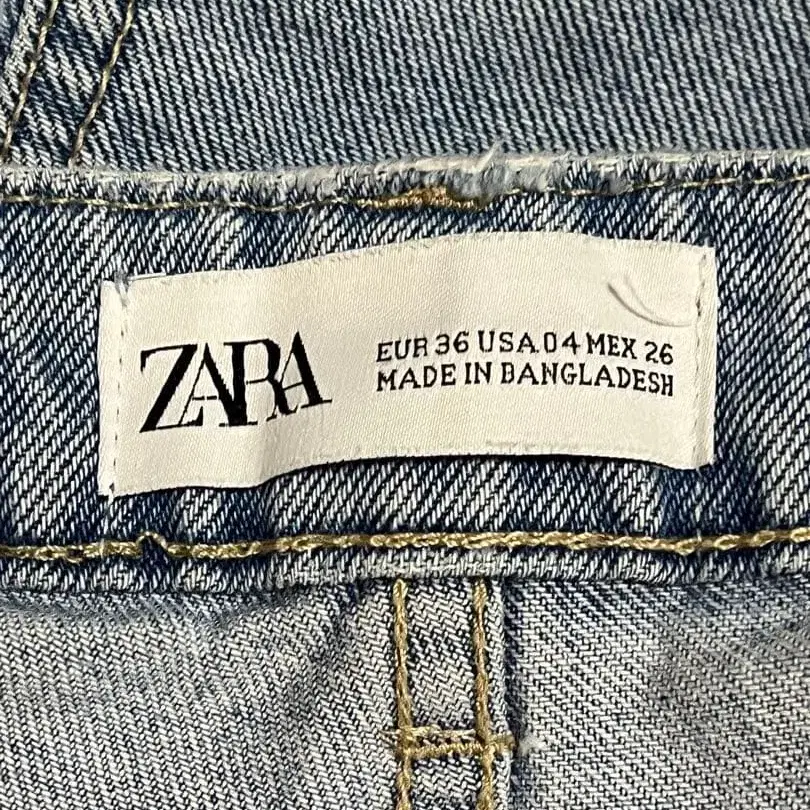 ZARA
EUR 36 USA 04 MEX 26
MADE IN BANGLADESH